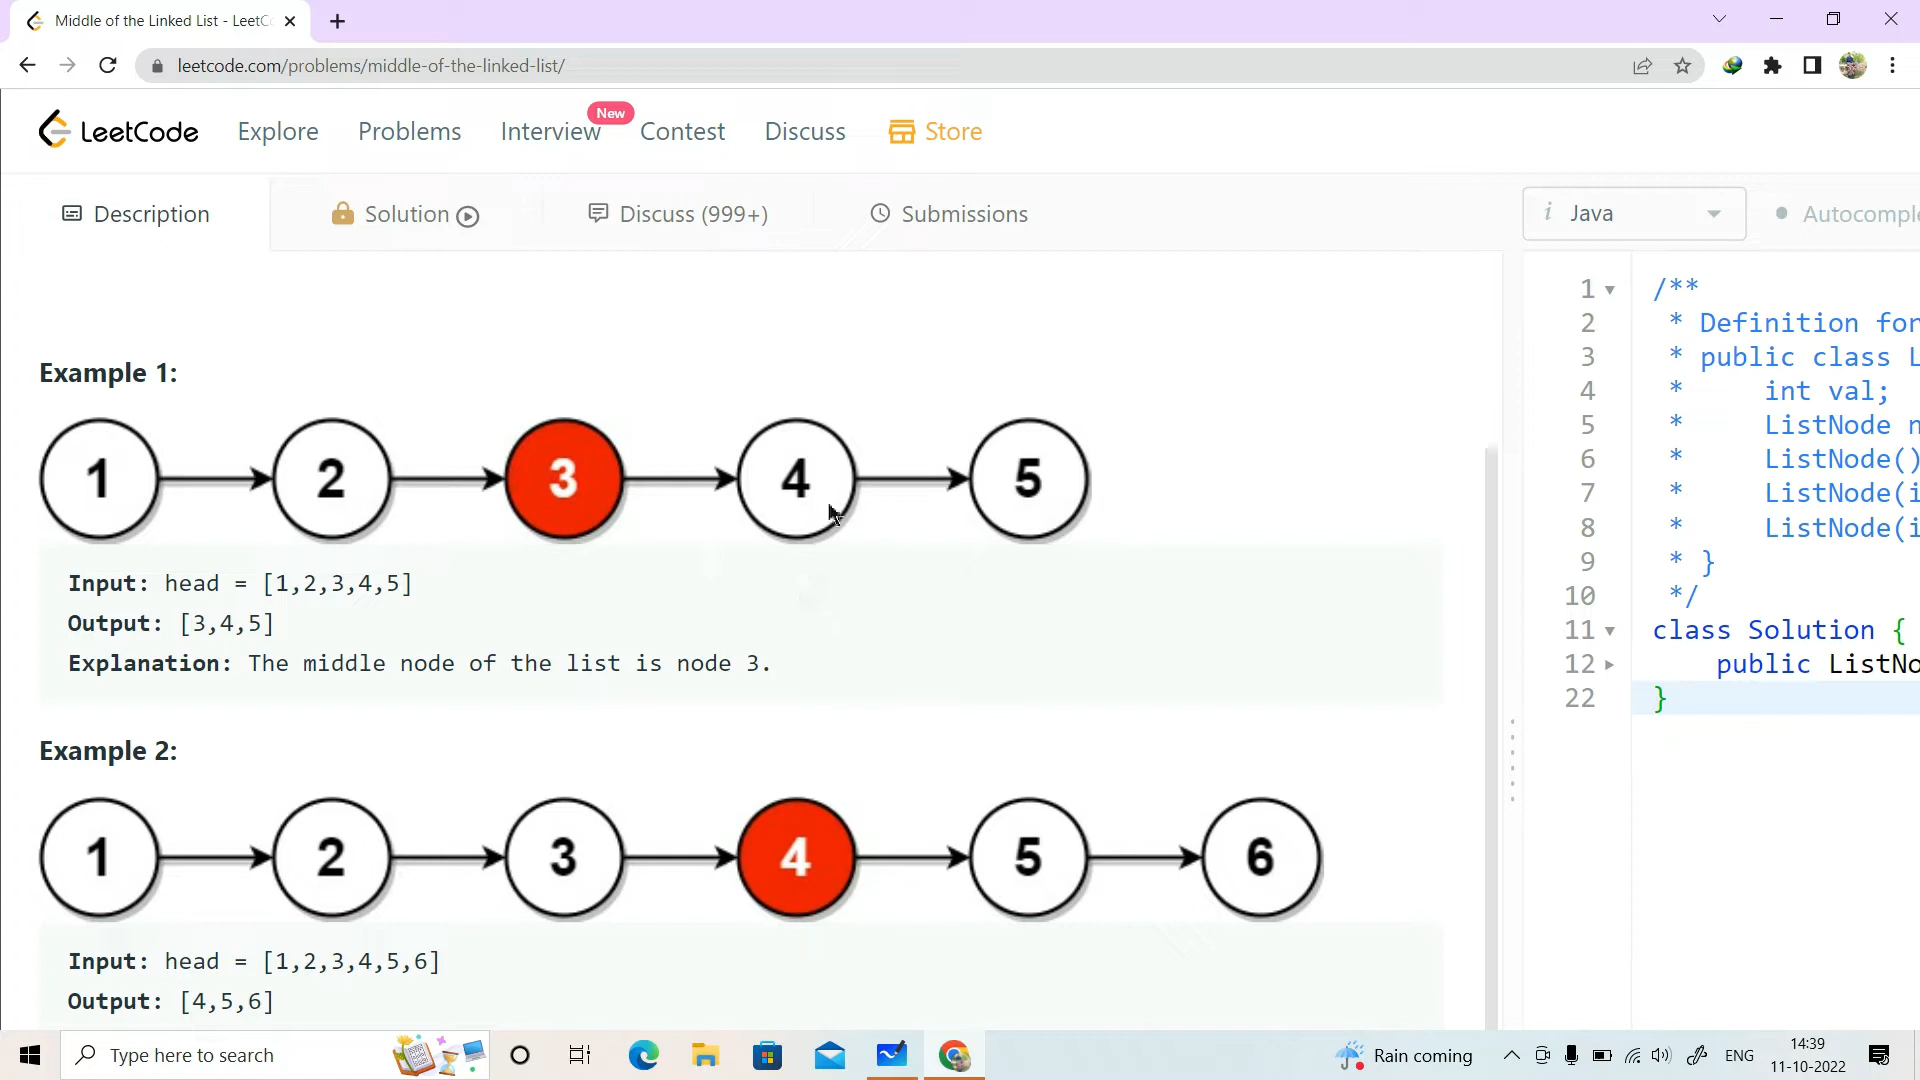 Middle of the Linked List - LeetC
leetcode.com/problems/middle-of-the-linked-list/
LeetCode Explore Problems Interview New Contest Discuss Store
Description Solution Discuss (999+) Submissions
i Java Autocomple
Example 1:
1 2 3 4 5
Input: head = [1,2,3,4,5]
Output: [3,4,5]
Explanation: The middle node of the list is node 3.
Example 2:
1 2 3 4 5 6
Input: head = [1,2,3,4,5,6]
Output: [4,5,6]
1 /**
2 * Definition for
3 * public class L
4 * int val;
5 * ListNode n
6 * ListNode()
7 * ListNode(i
8 * ListNode(i
9 * }
10 */
11 class Solution {
12 public ListNo
22 }
Type here to search
Rain coming
ENG
14:39
11-10-2022